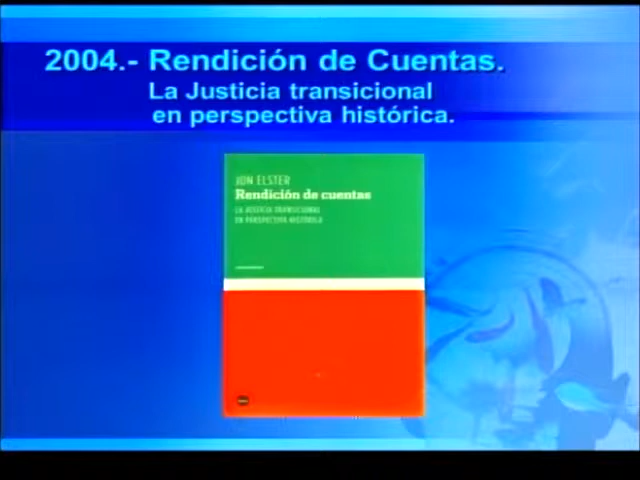 2004.- Rendición de Cuentas.
La Justicia transicional
en perspectiva histórica.
JON ELSTER
Rendición de cuentas
LA JUSTICIA TRANSICIONAL
EN PERSPECTIVA HISTÓRICA